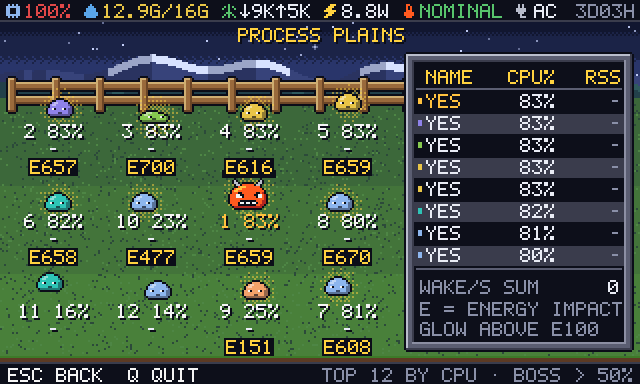 100% 12.9G/16G ↓9K↑5K 8.8W NOMINAL AC 3D03H
PROCESS PLAINS
NAME CPU% RSS
YES 83% -
YES 83% -
YES 83% -
YES 83% -
YES 83% -
YES 82% -
YES 81% -
YES 80% -
WAKE/S SUM 0
E = ENERGY IMPACT
GLOW ABOVE E100
2 83% 3 83% 4 83% 5 83%
- - - -
E657 E700 E616 E659
6 82% 10 23% 1 83% 8 80%
- - - -
E658 E477 E659 E670
11 16% 12 14% 9 25% 7 81%
- - - -
E151 E608
ESC BACK Q QUIT TOP 12 BY CPU · BOSS > 50%